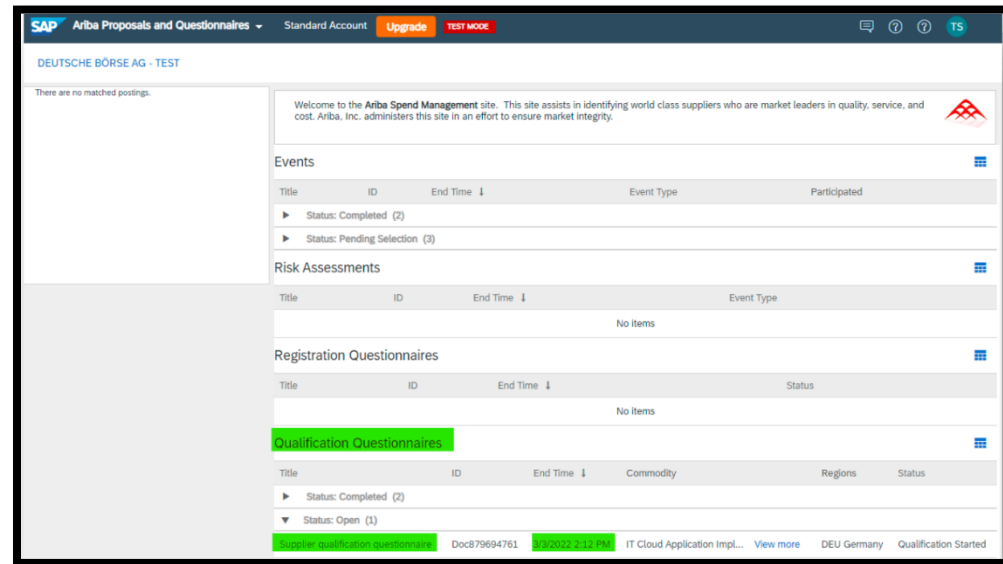 SAP Ariba Proposals and Questionnaires Standard Account Upgrade TEST MODE TS
DEUTSCHE BÖRSE AG - TEST
There are no matched postings.
Welcome to the Ariba Spend Management site. This site assists in identifying world class suppliers who are market leaders in quality, service, and
cost. Ariba, Inc. administers this site in an effort to ensure market integrity.
Events
Title ID End Time ↓ Event Type Participated
► Status: Completed (2)
► Status: Pending Selection (3)
Risk Assessments
Title ID End Time ↓ Event Type
No items
Registration Questionnaires
Title ID End Time ↓ Status
No items
Qualification Questionnaires
Title ID End Time ↓ Commodity Regions Status
► Status: Completed (2)
▼ Status: Open (1)
Supplier qualification questionnaire Doc879694761 3/3/2022 2:12 PM IT Cloud Application Impl... View more DEU Germany Qualification Started